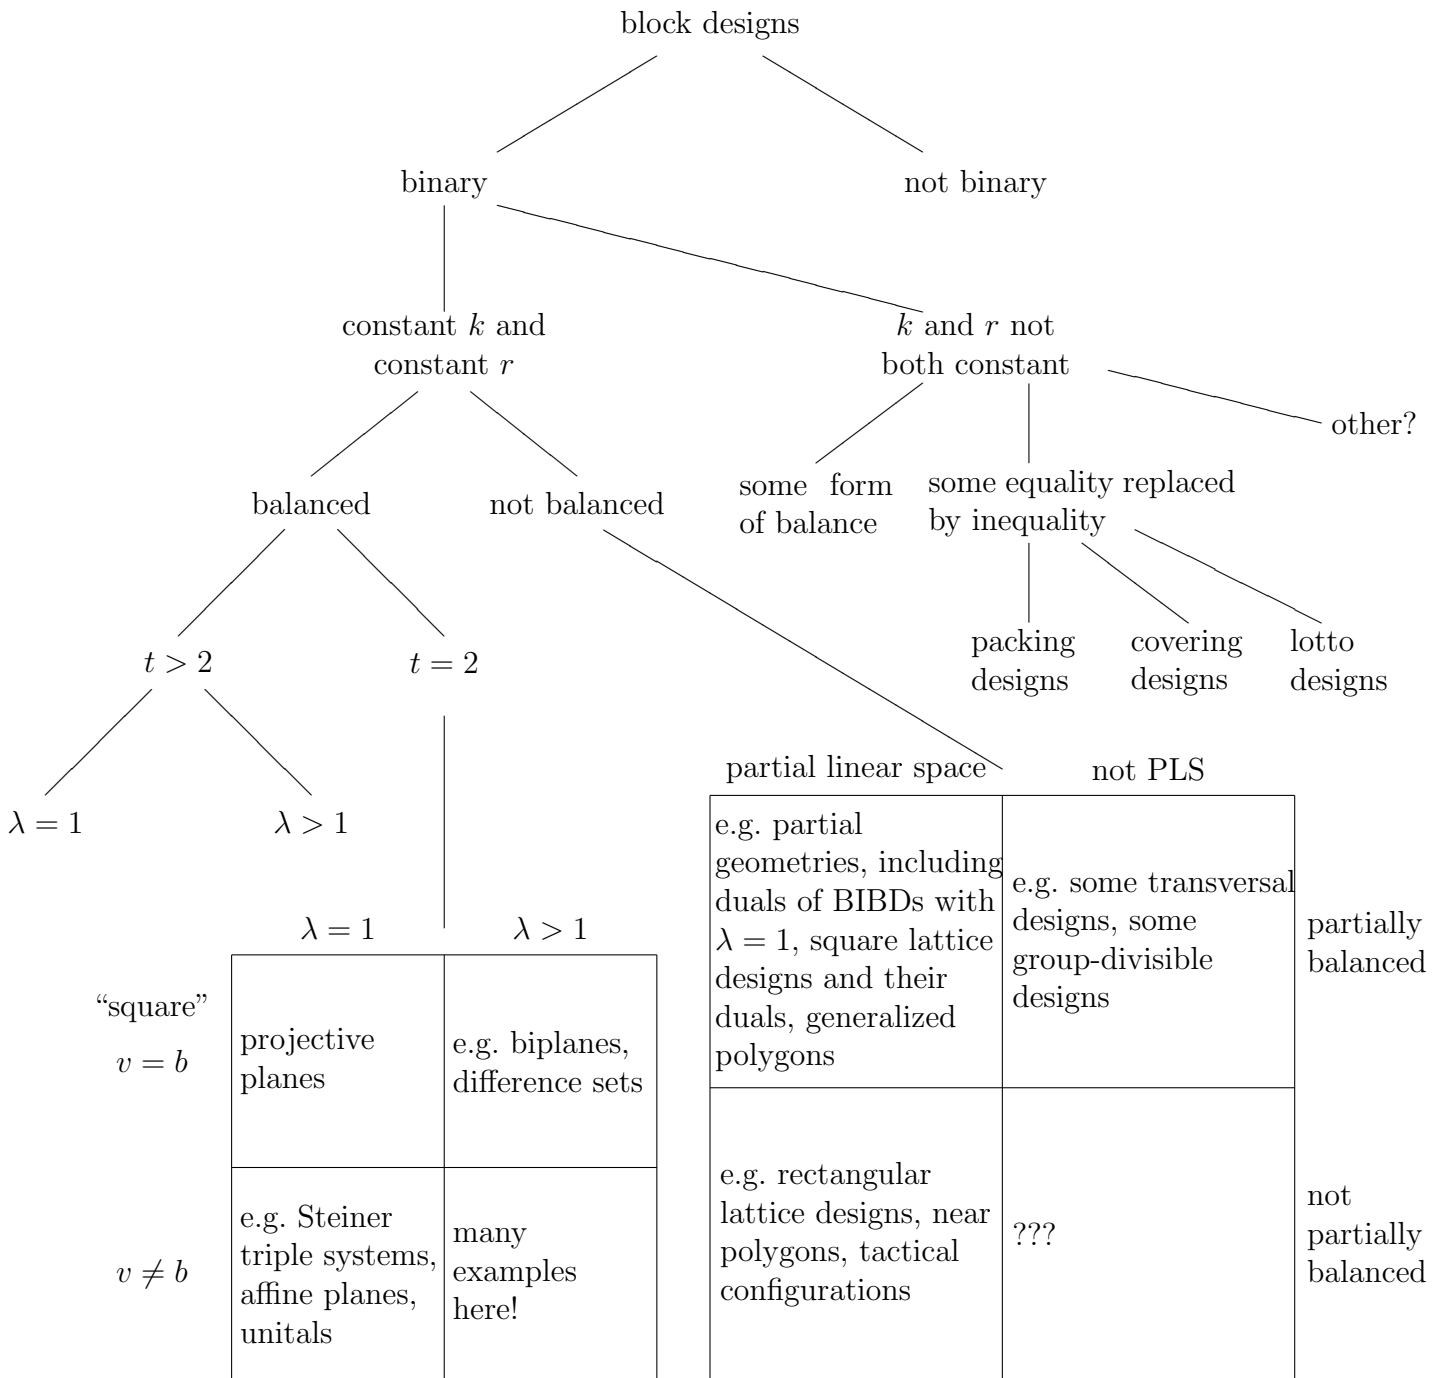 block designs
binary
not binary
constant k and
constant r
k and r not
both constant
other?
balanced
not balanced
some form
of balance
some equality replaced
by inequality
t > 2
t = 2
packing
designs
covering
designs
lotto
designs
λ = 1
λ > 1
partial linear space
not PLS
e.g. partial
geometries, including
duals of BIBDs with
λ = 1, square lattice
designs and their
duals, generalized
polygons
e.g. some transversal
designs, some
group-divisible
designs
partially
balanced
λ = 1
λ > 1
“square”
v = b
projective
planes
e.g. biplanes,
difference sets
e.g. rectangular
lattice designs, near
polygons, tactical
configurations
???
not
partially
balanced
v ≠ b
e.g. Steiner
triple systems,
affine planes,
unitals
many
examples
here!